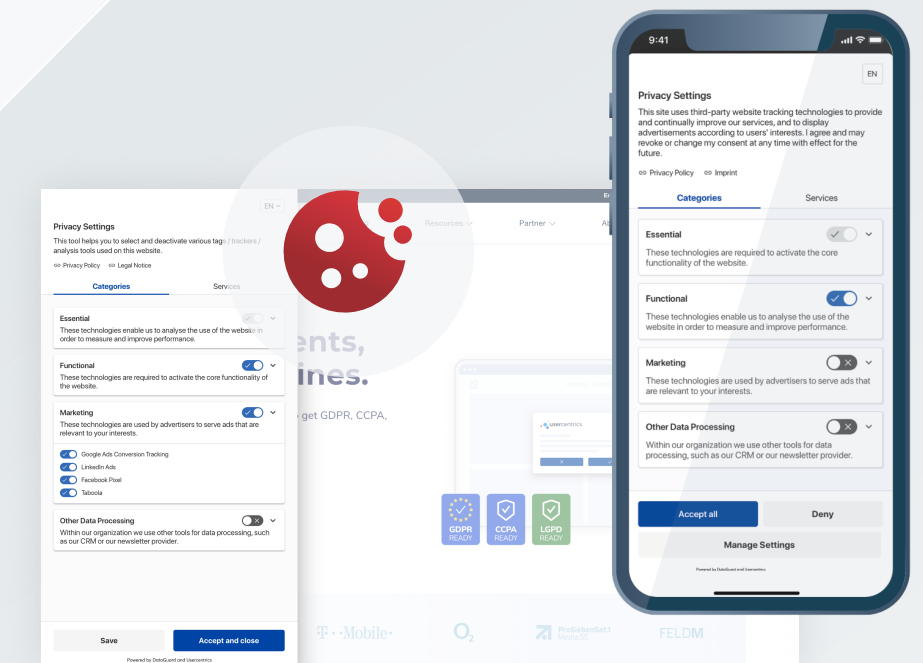 EN
Privacy Settings
This tool helps you to select and deactivate various tags / trackers /
analysis tools used on this website.
Privacy Policy Legal Notice
Categories Services
Essential
These technologies enable us to analyse the use of the website in
order to measure and improve performance.
Functional
These technologies are required to activate the core functionality of
the website.
Marketing
These technologies are used by advertisers to serve ads that are
relevant to your interests.
Google Ads Conversion Tracking
LinkedIn Ads
Facebook Pixel
Taboola
Other Data Processing
Within our organization we use other tools for data processing, such
as our CRM or our newsletter provider.
Save Accept and close
Powered by DataGuard and Usercentrics
Resources Partner
ents,
ines.
get GDPR, CCPA,
usercentrics
GDPR
READY
CCPA
READY
LGPD
READY
T··Mobile·
O2
ProSiebenSat.1
Media SE
FELDM
9:41
EN
Privacy Settings
This site uses third-party website tracking technologies to provide
and continually improve our services, and to display
advertisements according to users' interests. I agree and may
revoke or change my consent at any time with effect for the
future.
Privacy Policy Imprint
Categories Services
Essential
These technologies are required to activate the core
functionality of the website.
Functional
These technologies enable us to analyse the use of the
website in order to measure and improve performance.
Marketing
These technologies are used by advertisers to serve ads that
are relevant to your interests.
Other Data Processing
Within our organization we use other tools for data
processing, such as our CRM or our newsletter provider.
Accept all Deny
Manage Settings
Powered by DataGuard and Usercentrics